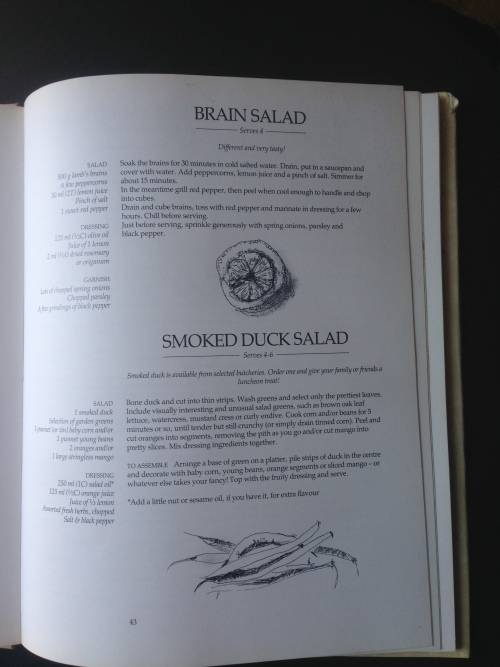 BRAIN SALAD
Serves 4
Different and very tasty!
SALAD
500 g lamb's brains
A few peppercorns
30 ml (2T) lemon juice
Pinch of salt
1 sweet red pepper
DRESSING
125 ml (½C) olive oil
Juice of 1 lemon
2 ml (½t) dried rosemary
or origanum
GARNISH
Lots of chopped spring onions
Chopped parsley
A few grindings of black pepper
Soak the brains for 30 minutes in cold salted water. Drain, put in a saucepan and
cover with water. Add peppercorns, lemon juice and a pinch of salt. Simmer for
about 15 minutes.
In the meantime grill red pepper, then peel when cool enough to handle and chop
into cubes.
Drain and cube brains, toss with red pepper and marinate in dressing for a few
hours. Chill before serving.
Just before serving, sprinkle generously with spring onions, parsley and
black pepper.
SMOKED DUCK SALAD
Serves 4-6
Smoked duck is available from selected butcheries. Order one and give your family or friends a
luncheon treat!
SALAD
1 smoked duck
Selection of garden greens
1 punnet (or tin) baby corn and/or
1 punnet young beans
2 oranges and/or
1 large stringless mango
DRESSING
250 ml (1C) salad oil*
125 ml (½C) orange juice
Juice of ½ lemon
Assorted fresh herbs, chopped
Salt & black pepper
Bone duck and cut into thin strips. Wash greens and select only the prettiest leaves.
Include visually interesting and unusual salad greens, such as brown oak leaf
lettuce, watercress, mustard cress or curly endive. Cook corn and/or beans for 5
minutes or so, until tender but still crunchy (or simply drain tinned corn). Peel and
cut oranges into segments, removing the pith as you go and/or cut mango into
pretty slices. Mix dressing ingredients together.
TO ASSEMBLE Arrange a base of green on a platter, pile strips of duck in the centre
and decorate with baby corn, young beans, orange segments or sliced mango – or
whatever else takes your fancy! Top with the fruity dressing and serve.
*Add a little nut or sesame oil, if you have it, for extra flavour
43